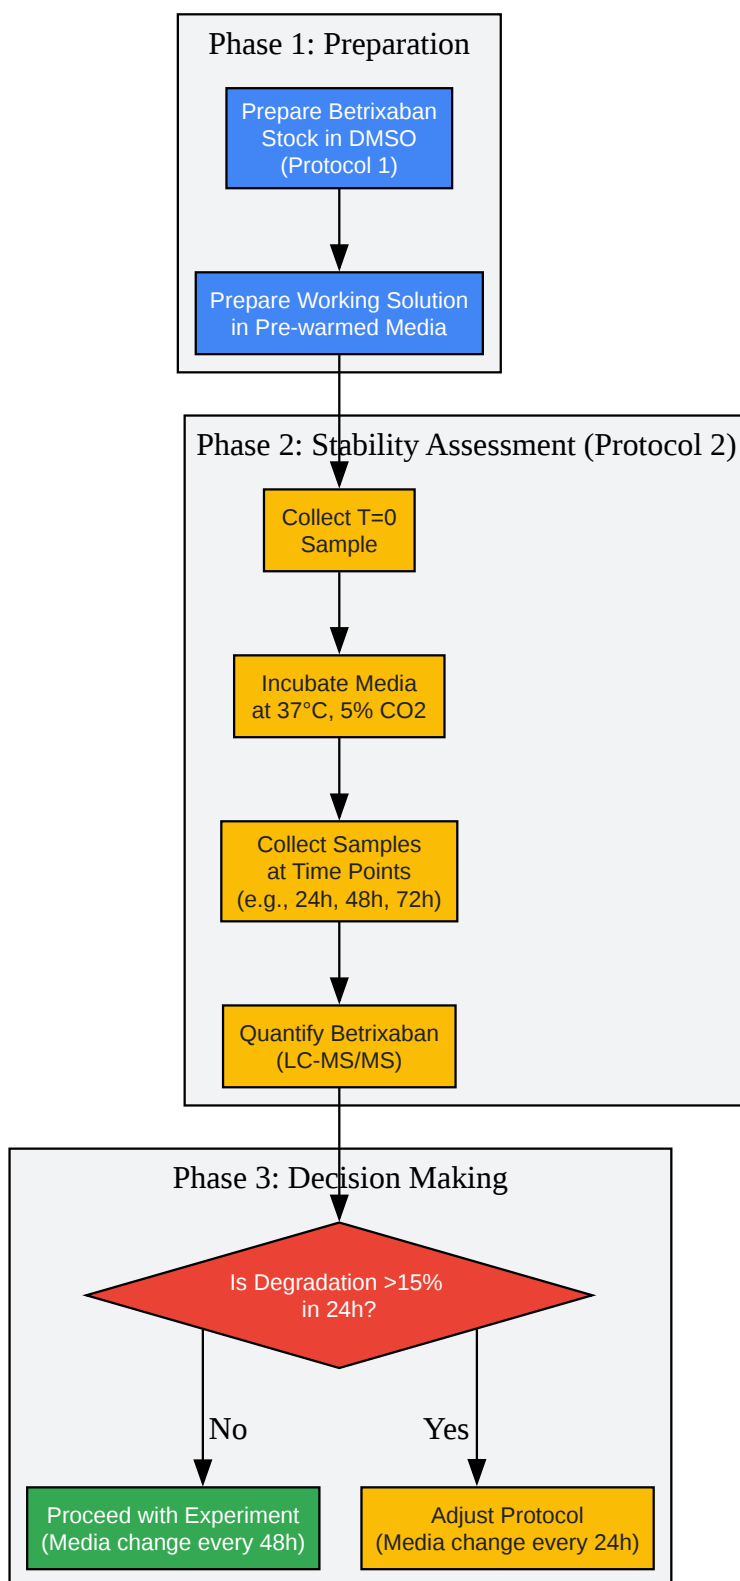 Phase 1: Preparation
Prepare Betrixaban
Stock in DMSO
(Protocol 1)
Prepare Working Solution
in Pre-warmed Media
Phase 2: Stability Assessment (Protocol 2)
Collect T=0
Sample
Incubate Media
at 37°C, 5% CO2
Collect Samples
at Time Points
(e.g., 24h, 48h, 72h)
Quantify Betrixaban
(LC-MS/MS)
Phase 3: Decision Making
Is Degradation >15%
in 24h?
No
Yes
Proceed with Experiment
(Media change every 48h)
Adjust Protocol
(Media change every 24h)